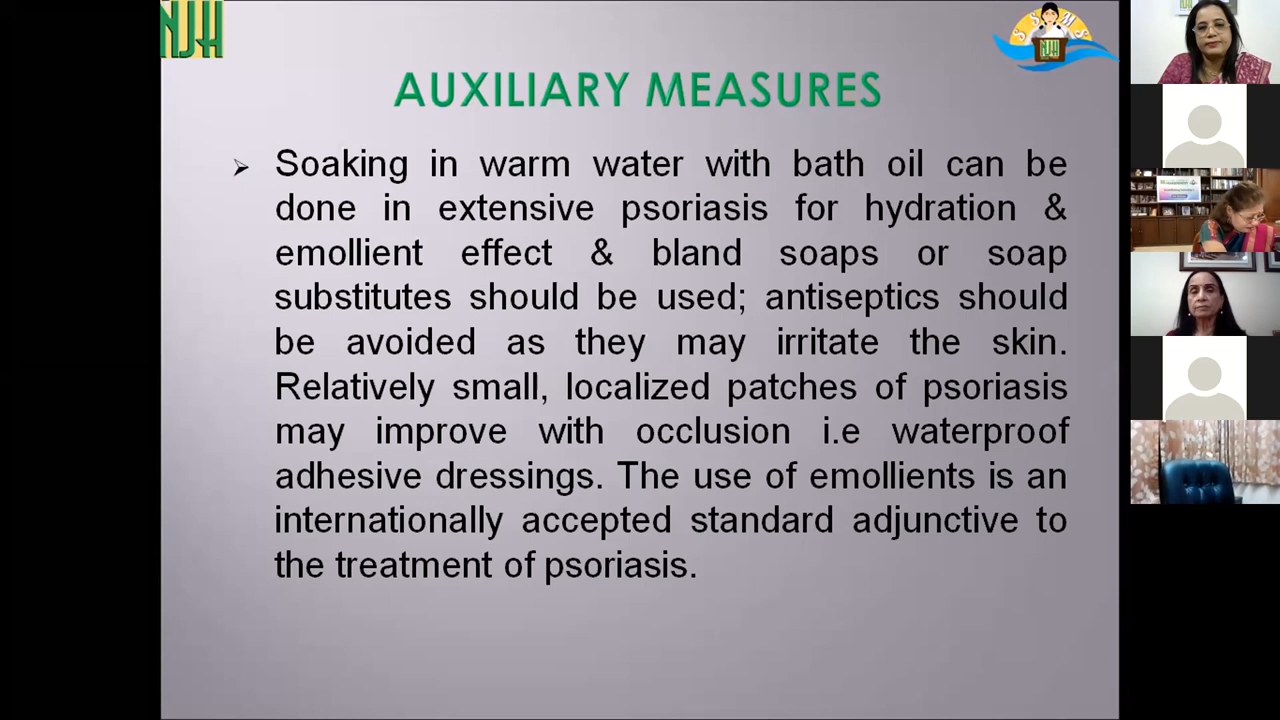 NJH
S S M S
NJH
AUXILIARY MEASURES
Soaking in warm water with bath oil can be
done in extensive psoriasis for hydration &
emollient effect & bland soaps or soap
substitutes should be used; antiseptics should
be avoided as they may irritate the skin.
Relatively small, localized patches of psoriasis
may improve with occlusion i.e waterproof
adhesive dressings. The use of emollients is an
internationally accepted standard adjunctive to
the treatment of psoriasis.